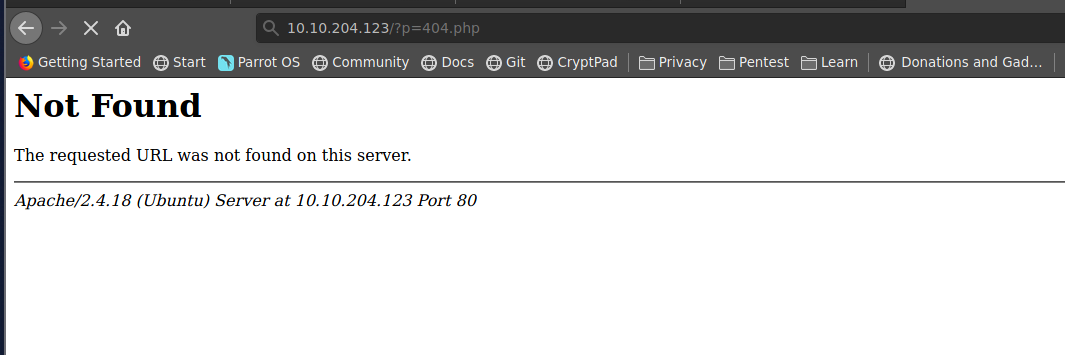 10.10.204.123/?p=404.php
Getting Started Start Parrot OS Community Docs Git CryptPad Privacy Pentest Learn Donations and Gad...
Not Found
The requested URL was not found on this server.
Apache/2.4.18 (Ubuntu) Server at 10.10.204.123 Port 80